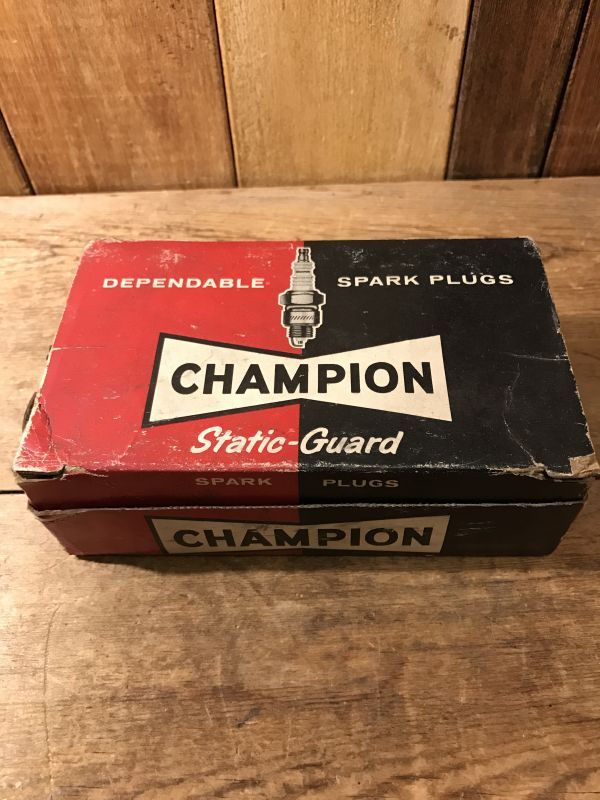 DEPENDABLE SPARK PLUGS
CHAMPION
Static-Guard
SPARK PLUGS
CHAMPION